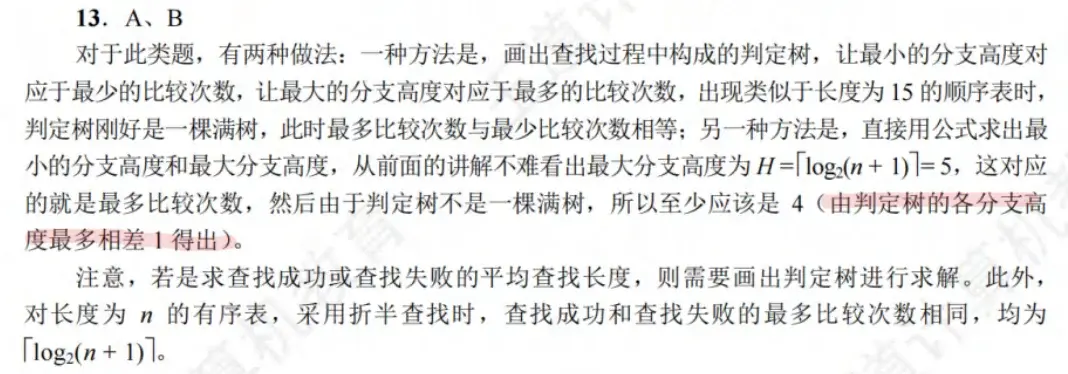 13．A、B
对于此类题，有两种做法：一种方法是，画出查找过程中构成的判定树，让最小的分支高度对
应于最少的比较次数，让最大的分支高度对应于最多的比较次数，出现类似于长度为 15 的顺序表时，
判定树刚好是一棵满树，此时最多比较次数与最少比较次数相等；另一种方法是，直接用公式求出最
小的分支高度和最大分支高度，从前面的讲解不难看出最大分支高度为 H =⌈log₂(n + 1)⌉= 5，这对应
的就是最多比较次数，然后由于判定树不是一棵满树，所以至少应该是 4（由判定树的各分支高
度最多相差 1 得出）。
注意，若是求查找成功或查找失败的平均查找长度，则需要画出判定树进行求解。此外，
对长度为 n 的有序表，采用折半查找时，查找成功和查找失败的最多比较次数相同，均为
⌈log₂(n + 1)⌉。